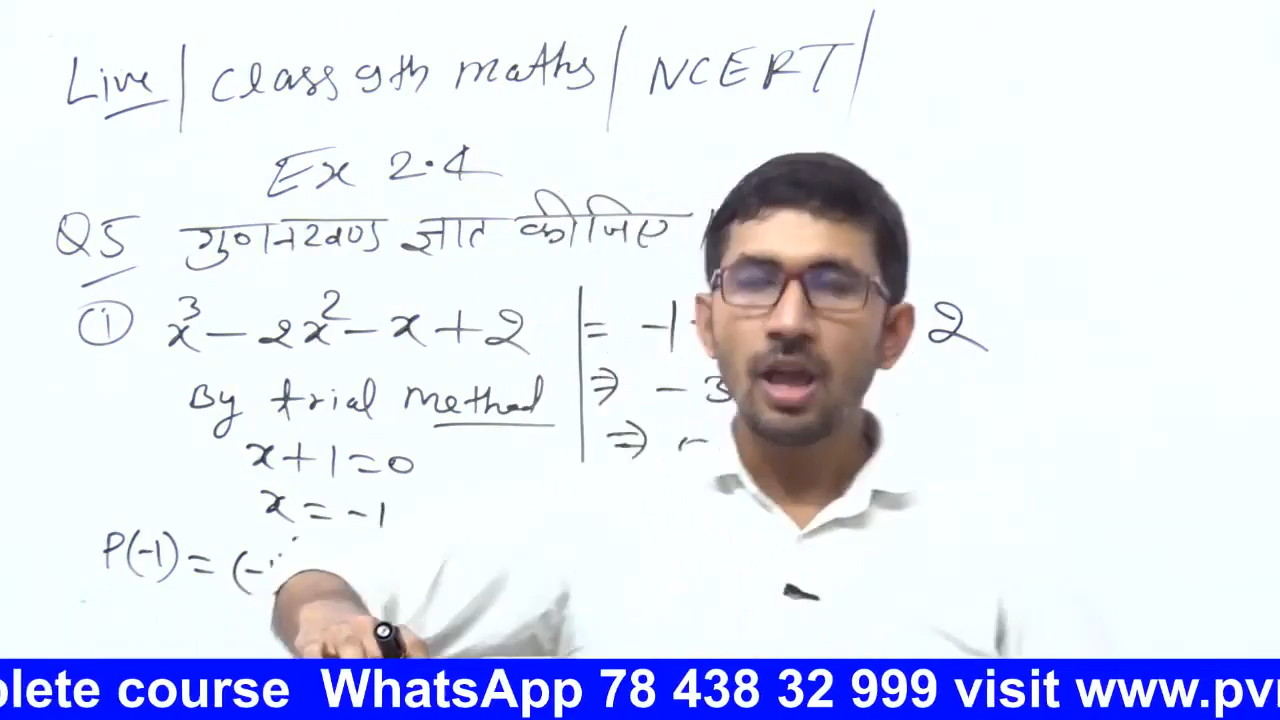 Live / Class 9th maths / NCERT /
Ex 2.4
Q5 गुणनखण्ड ज्ञात कीजिए
① x³ - 2x² - x + 2
By trial method
x + 1 = 0
x = -1
P(-1) = (-1
= -1
2
⇒ - 3
⇒ -
plete course WhatsApp 78 438 32 999 visit www.pv